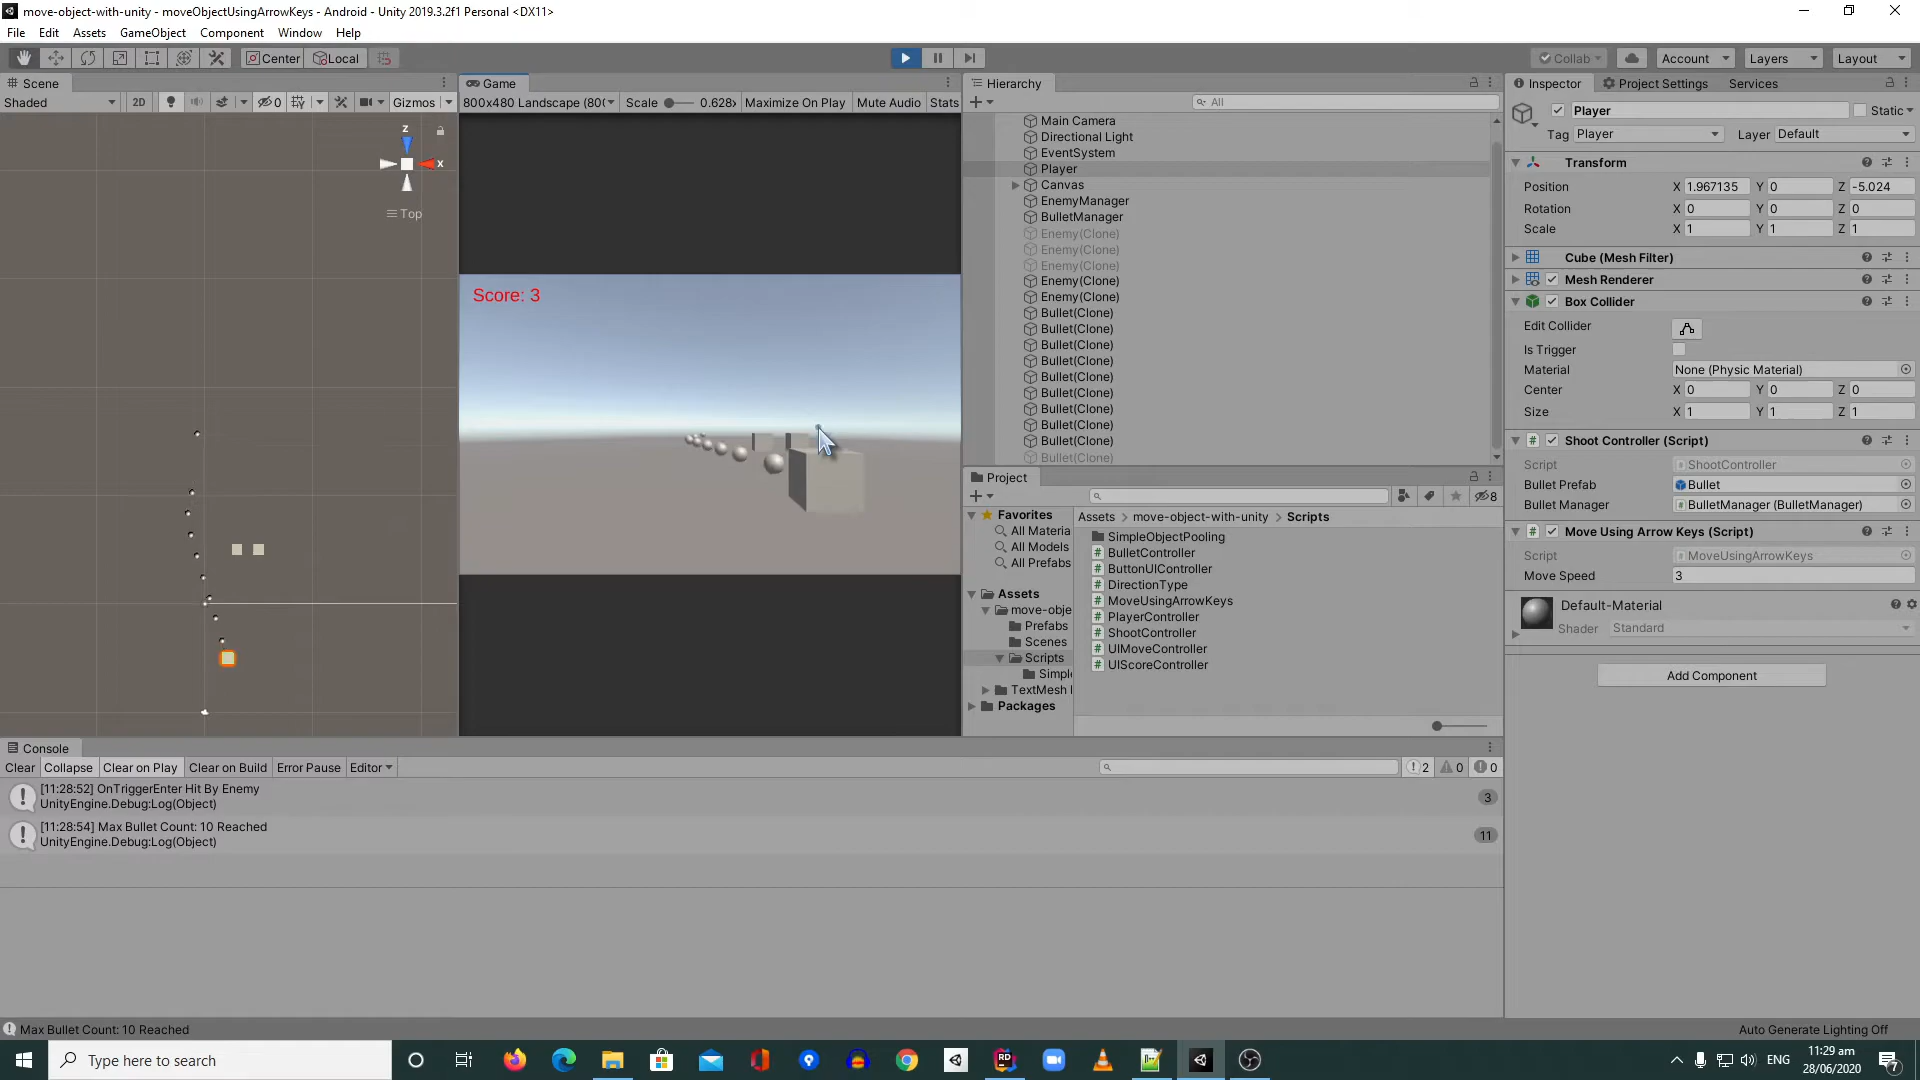 move-object-with-unity - moveObjectUsingArrowKeys - Android - Unity 2019.3.2f1 Personal <DX11>
File Edit Assets GameObject Component Window Help
Center Local Collab Account Layers Layout
Scene
Shaded 2D 0 Gizmos
z
x
Top
Game
800x480 Landscape (80( Scale 0.628x Maximize On Play Mute Audio Stats
Score: 3
Hierarchy
All
Main Camera
Directional Light
EventSystem
Player
Canvas
EnemyManager
BulletManager
Enemy(Clone)
Enemy(Clone)
Enemy(Clone)
Enemy(Clone)
Enemy(Clone)
Bullet(Clone)
Bullet(Clone)
Bullet(Clone)
Bullet(Clone)
Bullet(Clone)
Bullet(Clone)
Bullet(Clone)
Bullet(Clone)
Bullet(Clone)
Bullet(Clone)
Project
8
Favorites
All Materia
All Models
All Prefabs
Assets
move-obje
Prefabs
Scenes
Scripts
Simpl
TextMesh
Packages
Assets > move-object-with-unity > Scripts
SimpleObjectPooling
BulletController
ButtonUIController
DirectionType
MoveUsingArrowKeys
PlayerController
ShootController
UIMoveController
UIScoreController
Inspector Project Settings Services
Player Static
Tag Player Layer Default
Transform
Position X 1.967135 Y 0 Z -5.024
Rotation X 0 Y 0 Z 0
Scale X 1 Y 1 Z 1
Cube (Mesh Filter)
Mesh Renderer
Box Collider
Edit Collider
Is Trigger
Material None (Physic Material)
Center X 0 Y 0 Z 0
Size X 1 Y 1 Z 1
Shoot Controller (Script)
Script ShootController
Bullet Prefab Bullet
Bullet Manager BulletManager (BulletManager)
Move Using Arrow Keys (Script)
Script MoveUsingArrowKeys
Move Speed 3
Default-Material
Shader Standard
Add Component
Console
Clear Collapse Clear on Play Clear on Build Error Pause Editor 2 0 0
[11:28:52] OnTriggerEnter Hit By Enemy
UnityEngine.Debug:Log(Object)
3
[11:28:54] Max Bullet Count: 10 Reached
UnityEngine.Debug:Log(Object)
11
Max Bullet Count: 10 Reached Auto Generate Lighting Off
Type here to search
ENG
11:29 am
28/06/2020
7